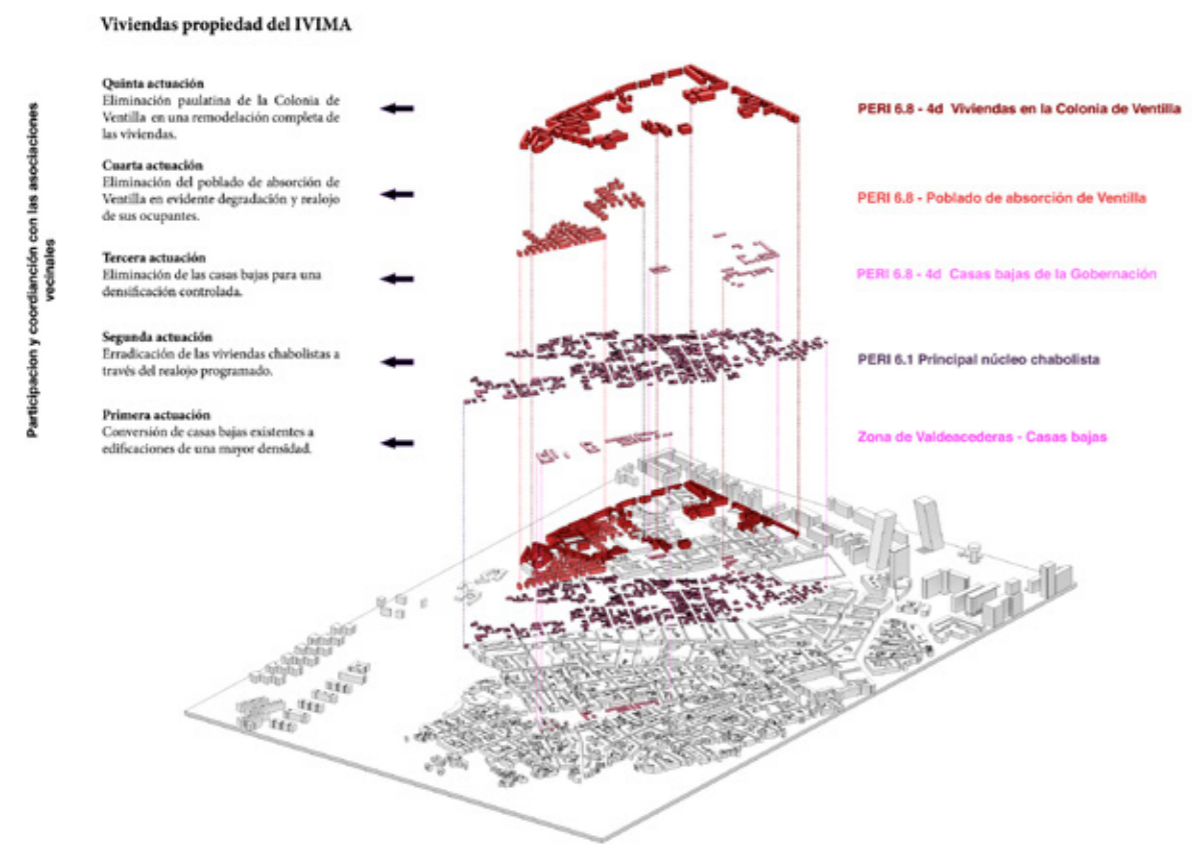 Viviendas propiedad del IVIMA
Participacion y coordianción con las asociaciones
vecinales
Quinta actuación
Eliminación paulatina de la Colonia de
Ventilla en una remodelación completa de
las viviendas.
PERI 6.8 - 4d Viviendas en la Colonia de Ventilla
Cuarta actuación
Eliminación del poblado de absorción de
Ventilla en evidente degradación y realojo
de sus ocupantes.
PERI 6.8 - Poblado de absorción de Ventilla
Tercera actuación
Eliminación de las casas bajas para una
densificación controlada.
PERI 6.8 - 4d Casas bajas de la Gobernación
Segunda actuación
Erradicación de las viviendas chabolistas a
través del realojo programado.
PERI 6.1 Principal núcleo chabolista
Primera actuación
Conversión de casas bajas existentes a
edificaciones de una mayor densidad.
Zona de Valdeacederas - Casas bajas